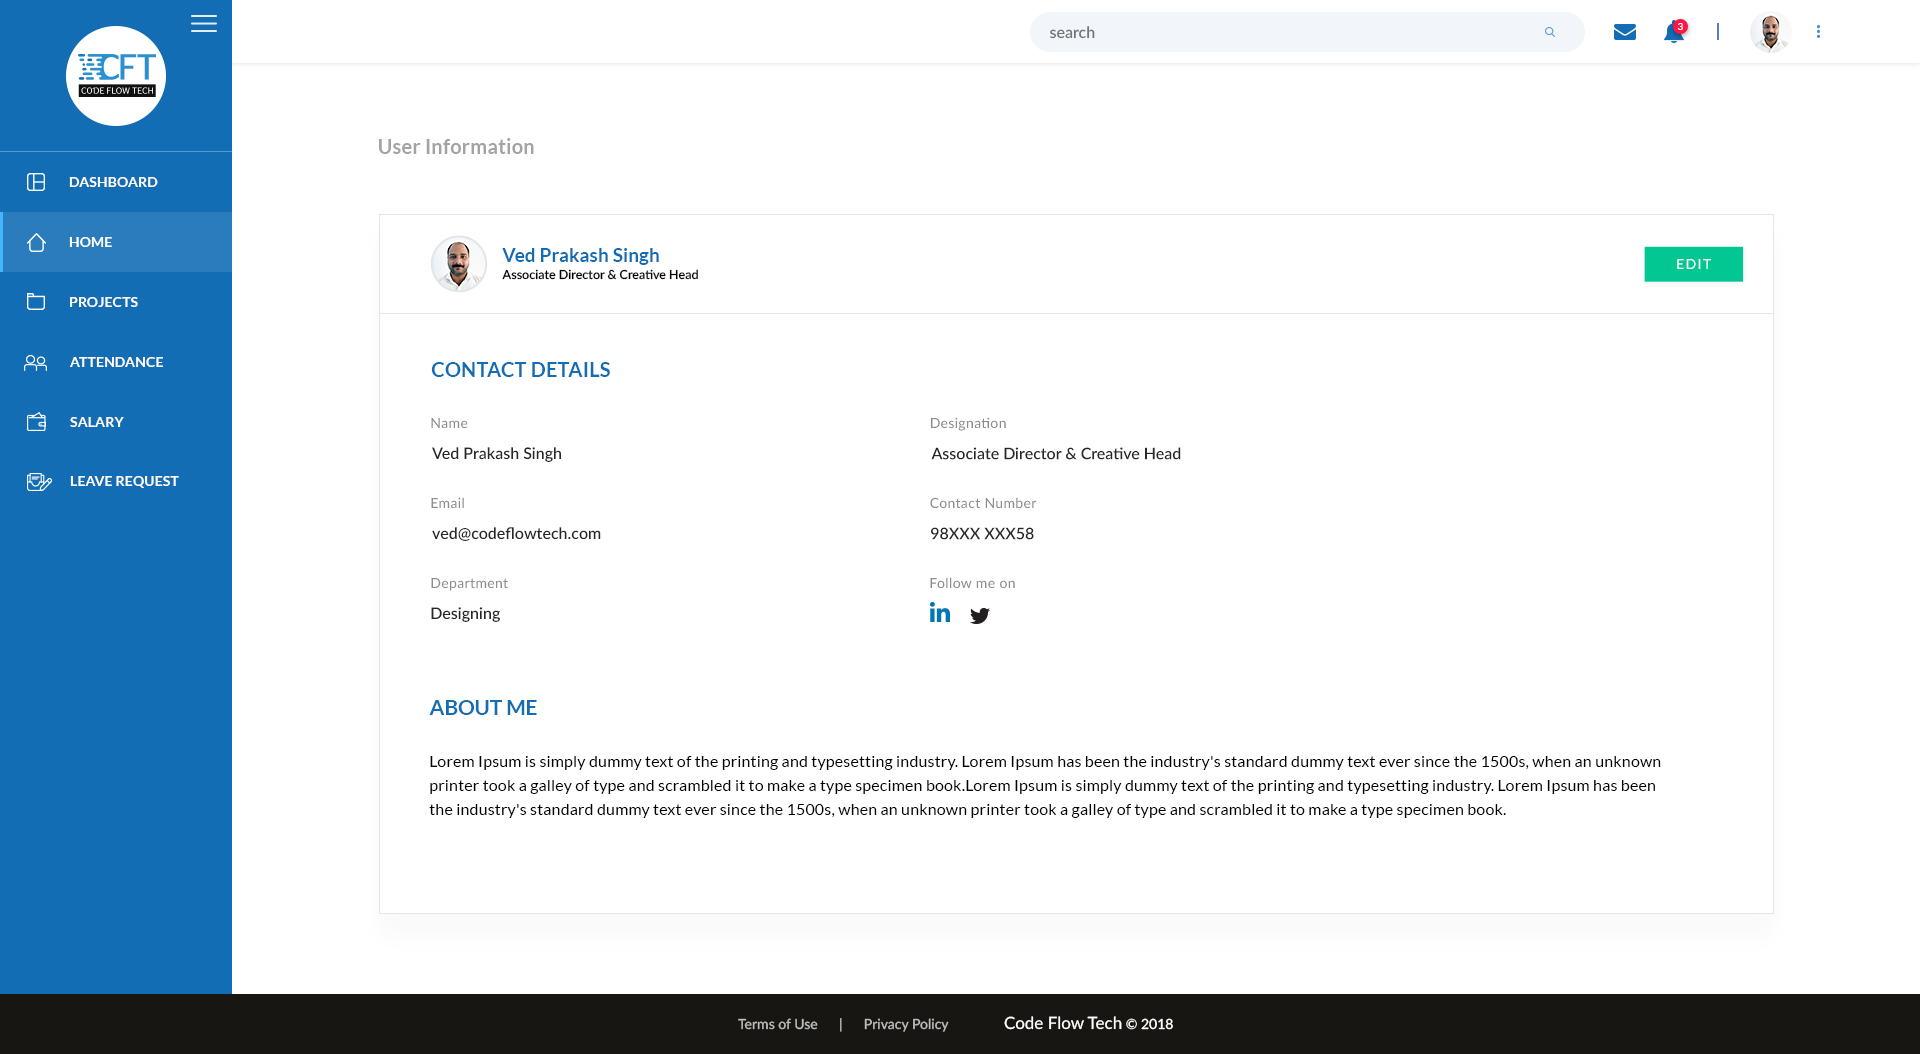 search
3
CFT
CODE FLOW TECH
DASHBOARD
HOME
PROJECTS
ATTENDANCE
SALARY
LEAVE REQUEST
User Information
Ved Prakash Singh
Associate Director & Creative Head
EDIT
CONTACT DETAILS
Name
Ved Prakash Singh
Designation
Associate Director & Creative Head
Email
ved@codeflowtech.com
Contact Number
98XXX XXX58
Department
Designing
Follow me on
in
ABOUT ME
Lorem Ipsum is simply dummy text of the printing and typesetting industry. Lorem Ipsum has been the industry's standard dummy text ever since the 1500s, when an unknown
printer took a galley of type and scrambled it to make a type specimen book.Lorem Ipsum is simply dummy text of the printing and typesetting industry. Lorem Ipsum has been
the industry's standard dummy text ever since the 1500s, when an unknown printer took a galley of type and scrambled it to make a type specimen book.
Terms of Use | Privacy Policy Code Flow Tech © 2018